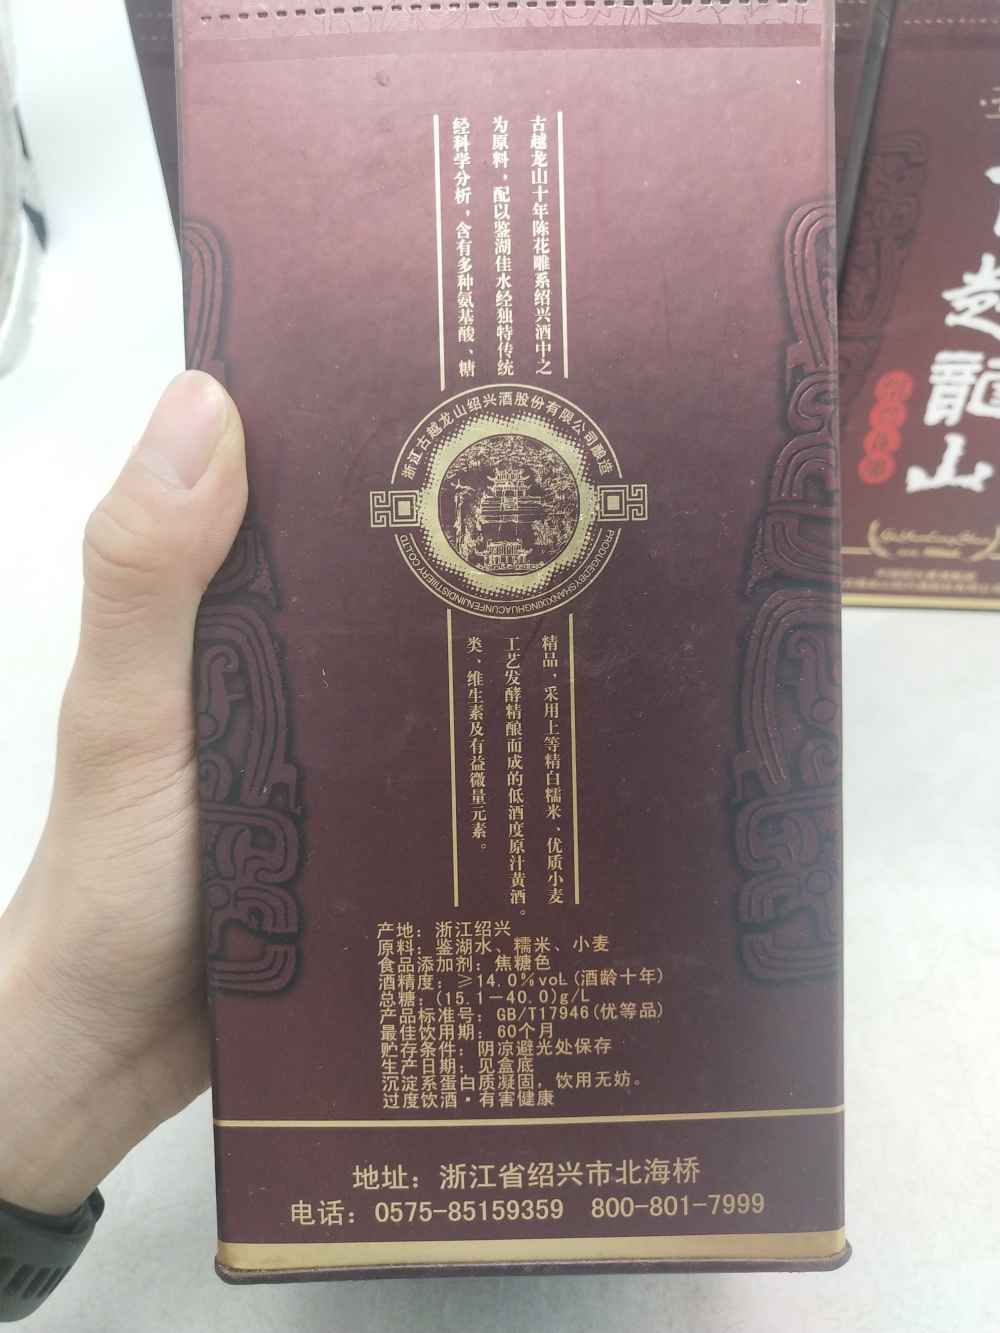 古越龙山十年陈花雕系绍兴酒中之
精品，采用上等精白糯米、优质小麦
为原料，配以鉴湖佳水经独特传统
工艺发酵精酿而成的低酒度原汁黄酒。
经科学分析，含有多种氨基酸、糖
类、维生素及有益微量元素。
浙江古越龙山绍兴酒股份有限公司酿造
PRODUCEDBYSHANXIXINGHUACUNFENJINDISTIIERY CO.LTD
产地：浙江绍兴
原料：鉴湖水、糯米、小麦
食品添加剂：焦糖色
酒精度：≥14.0%voL(酒龄十年)
总糖：(15.1－40.0)g/L
产品标准号：GB/T17946(优等品)
最佳饮用期：60个月
贮存条件：阴凉避光处保存
生产日期：见盒底
沉淀系蛋白质凝固，饮用无妨。
过度饮酒·有害健康
地址：浙江省绍兴市北海桥
电话：0575-85159359 800-801-7999
越龍山